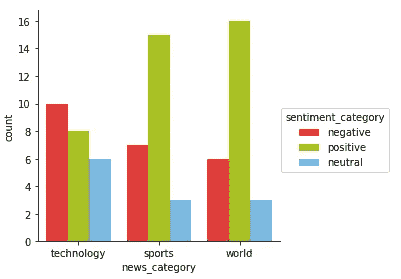 16
14
12
10
8
6
4
2
0
count
technology
sports
world
news_category
sentiment_category
negative
positive
neutral